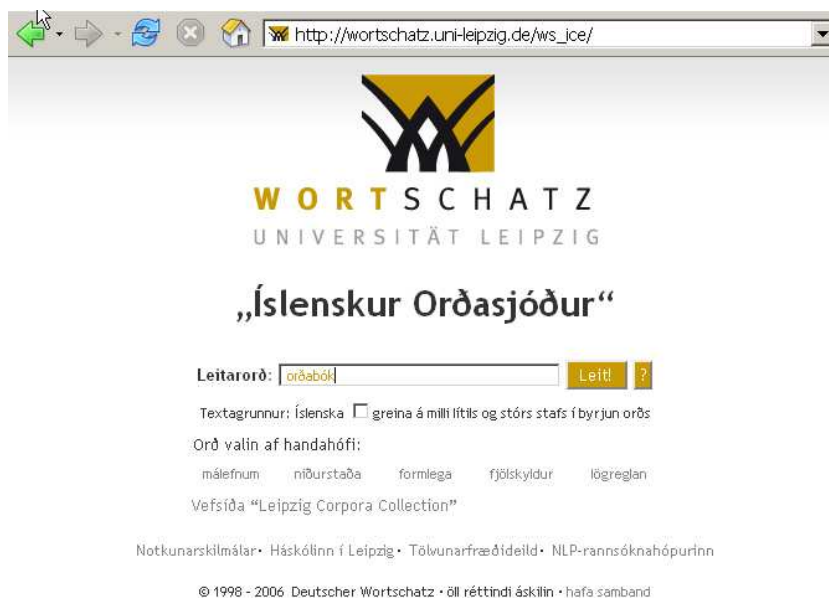 http://wortschatz.uni-leipzig.de/ws_ice/
WORTSCHATZ
UNIVERSITÄT LEIPZIG
„Íslenskur Orðasjóður“
Leitarorð: orðabók Leit! ?
Textagrunnur: Íslenska greina á milli lítils og stórs stafs í byrjun orðs
Orð valin af handahófi:
málefnum niðurstaða formlega fjölskyldur lögreglan
Vefsíða “Leipzig Corpora Collection”
Notkunarskilmálar• Háskólinn í Leipzig• Tölvunarfræðideild• NLP-rannsóknahópurinn
© 1998 - 2006 Deutscher Wortschatz • öll réttindi áskilin • hafa samband